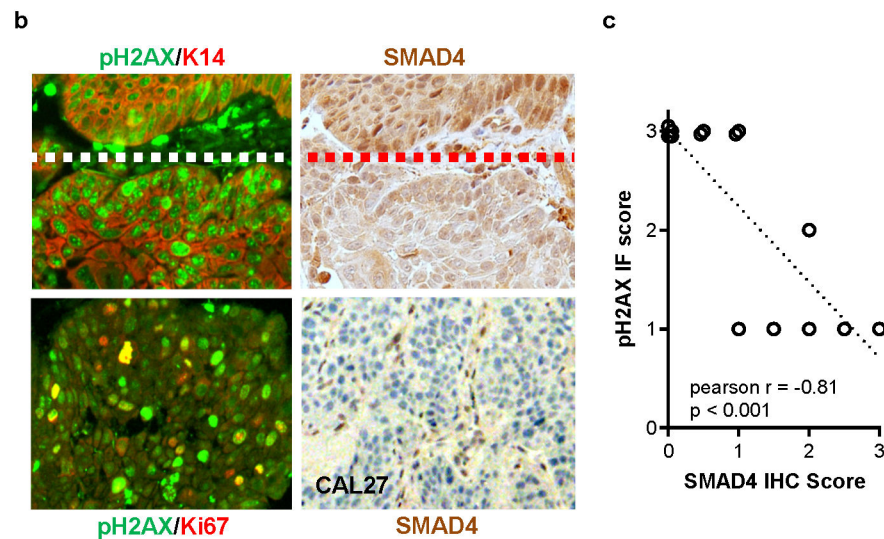 b
c
pH2AX/K14
SMAD4
CAL27
pH2AX/Ki67
SMAD4
pH2AX IF score
3
2
1
0
pearson r = -0.81
p < 0.001
0 1 2 3
SMAD4 IHC Score